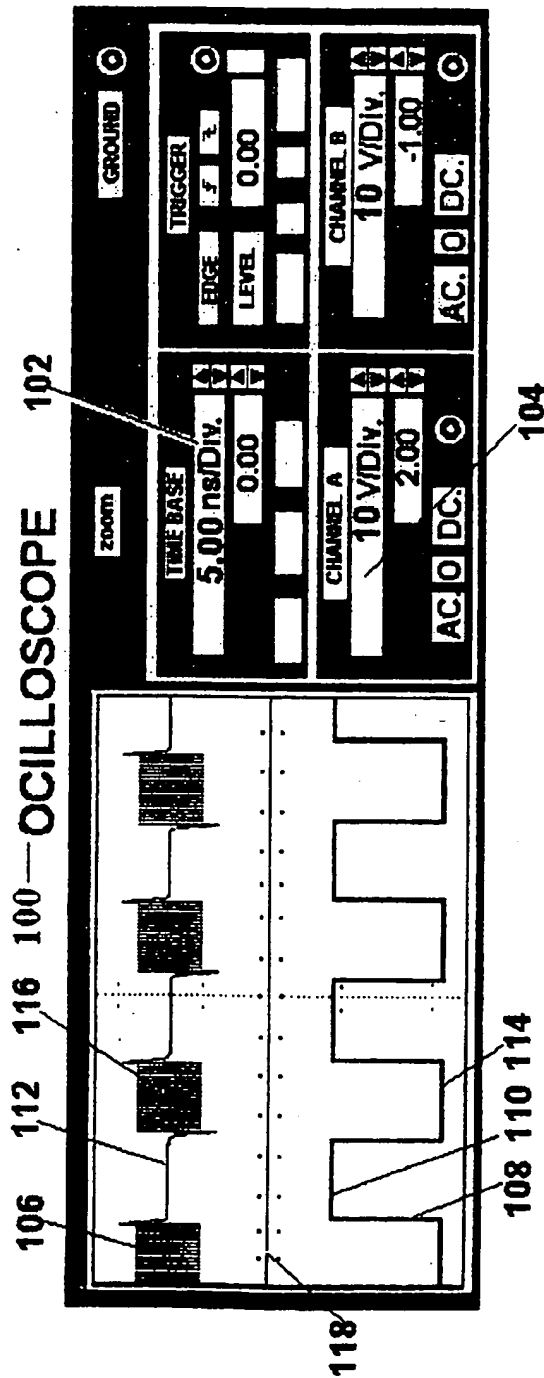 100 — OCILLOSCOPE
106
112
116
102
zoom
GROUND
TIME BASE
5.00 ns/Div.
0.00
TRIGGER
EDGE
LEVEL
0.00
CHANNEL A
10 V/Div.
2.00
AC. 0 DC.
CHANNEL B
10 V/Div.
-1.00
AC. 0 DC.
118
108
110
114
104